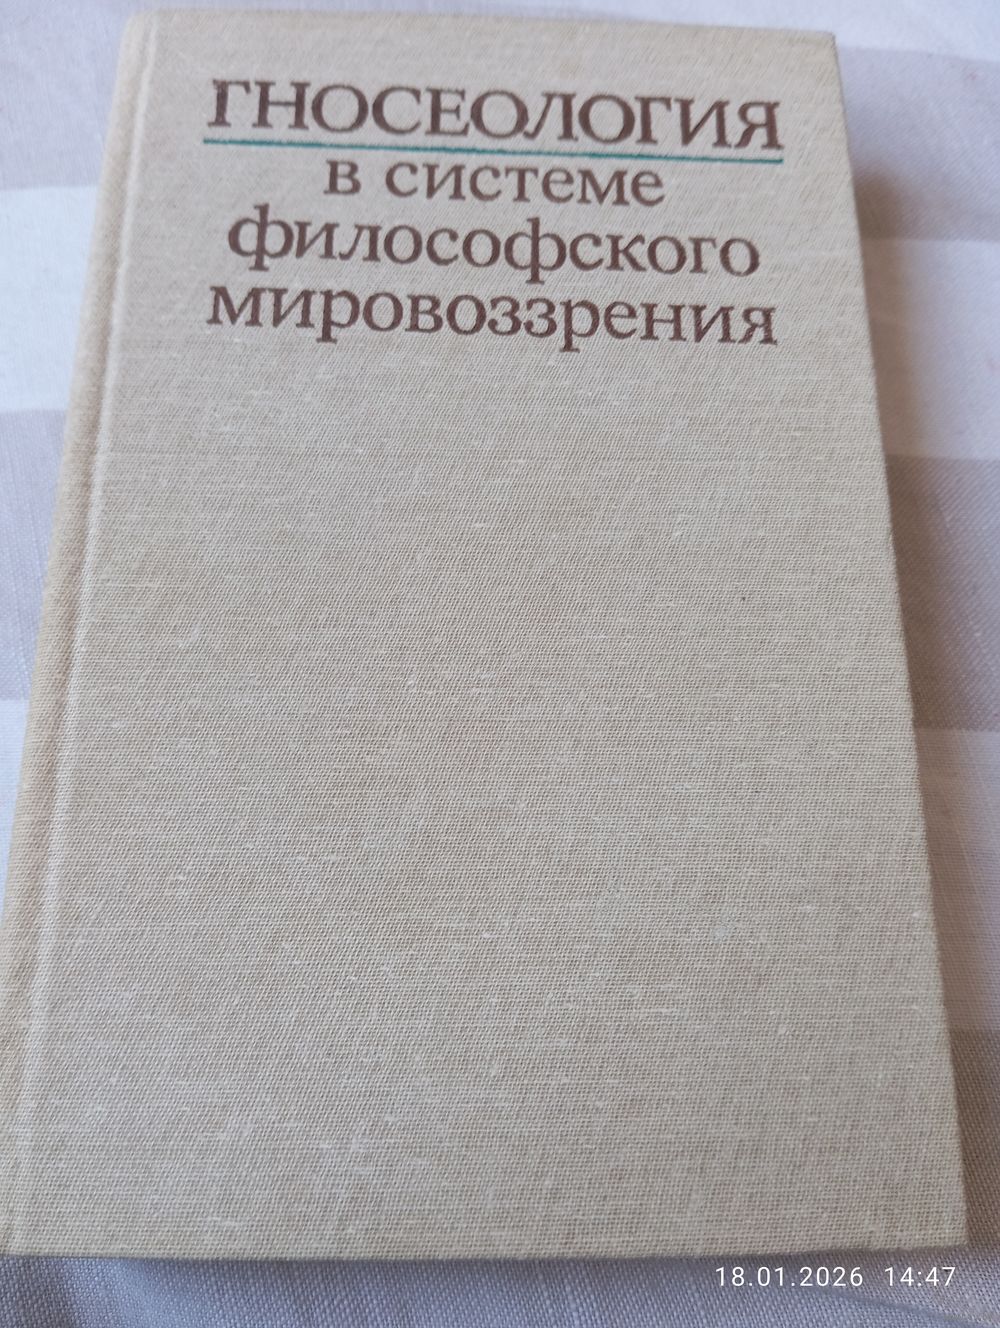 ГНОСЕОЛОГИЯ
в системе
философского
мировоззрения
18.01.2026 14:47